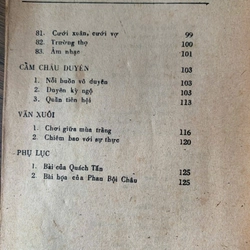 81. Cưới xuân, cưới vợ 99
82. Trường thọ 100
83. Âm nhạc 101
CẨM CHÂU DUYÊN 103
1. Nỗi buồn vô duyên 103
2. Duyên kỳ ngộ 103
3. Quần tiên hội 113
VĂN XUÔI
1. Chơi giữa mùa trăng 116
2. Chiêm bao với sự thực 120
PHỤ LỤC
1. Bài của Quách Tấn 125
2. Bài họa của Phan Bội Châu 125